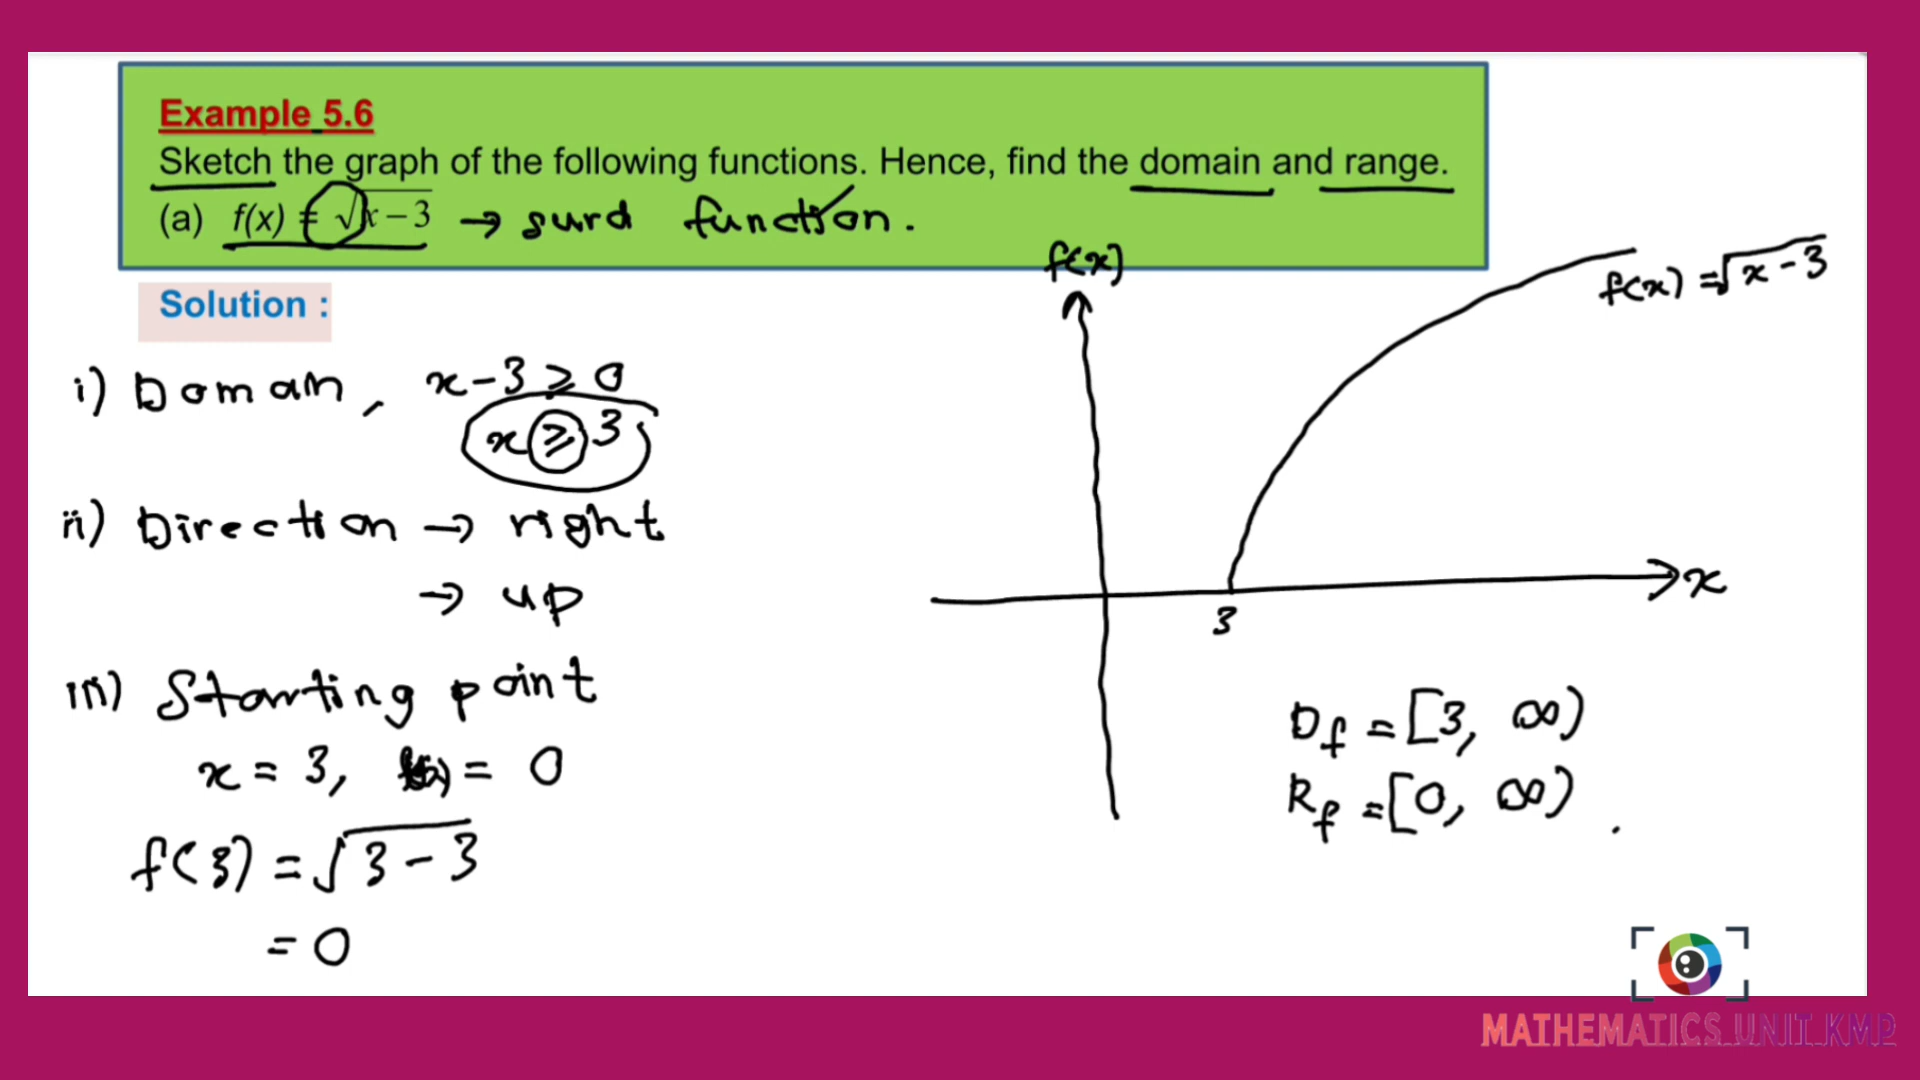 Example 5.6
Sketch the graph of the following functions. Hence, find the domain and range.
(a) f(x) = √x – 3 → surd function.
Solution :
i) Doman, x-3 ≥ 0
x ≥ 3
ii) Direction → right
→ up
iii) Starting point
x = 3, f(x) = 0
f(3) = √3-3
= 0
f(x)
f(x) = √x-3
x
3
Df = [3, ∞)
Rf = [0, ∞).
MATHEMATICS UNIT KMP